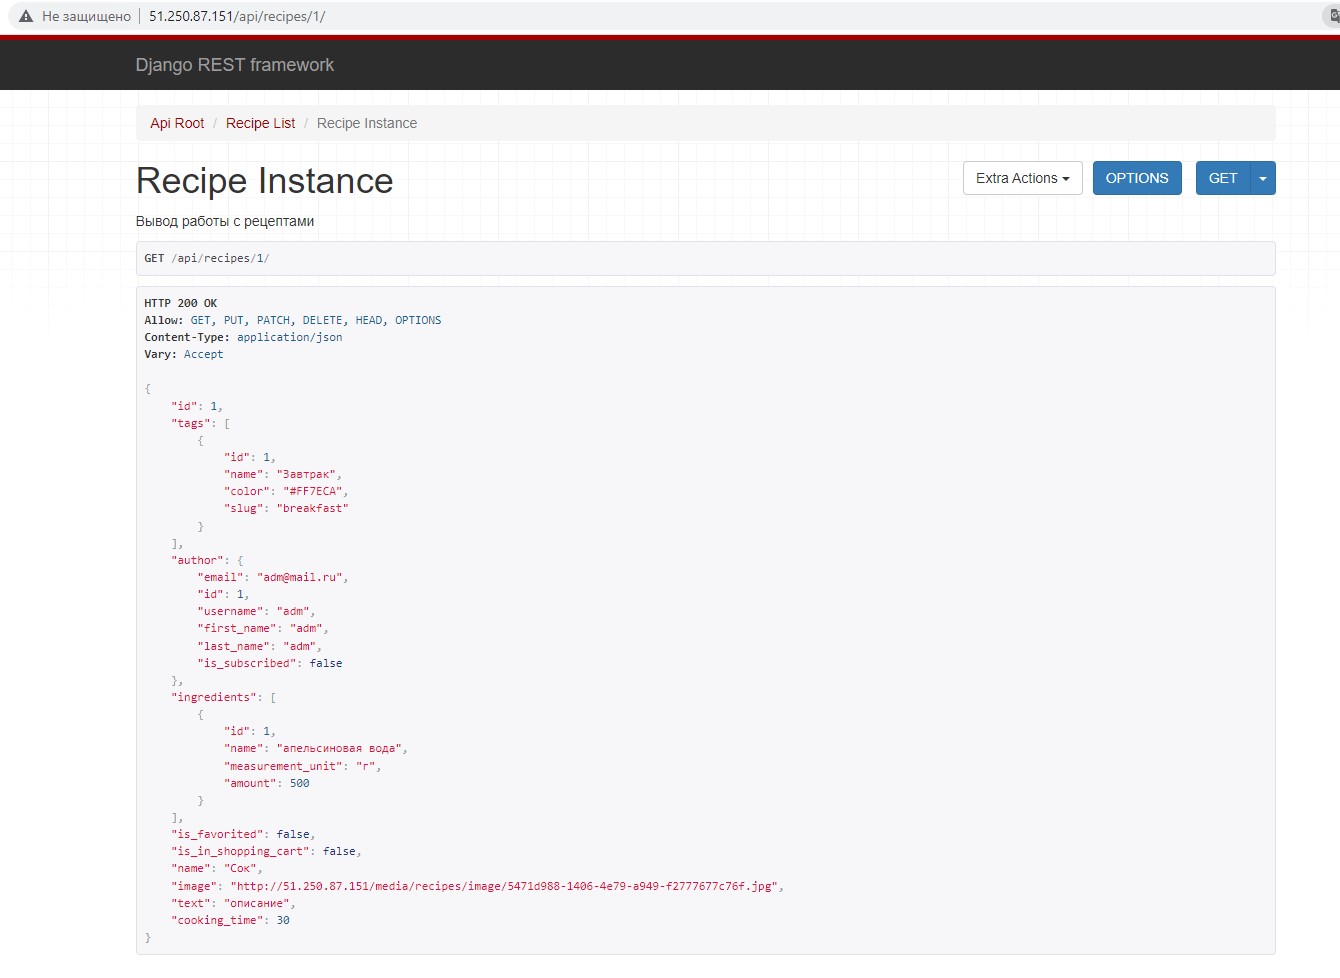 Не защищено 51.250.87.151/api/recipes/1/
Django REST framework
Api Root / Recipe List / Recipe Instance
Recipe Instance
Extra Actions OPTIONS GET
Вывод работы с рецептами
GET /api/recipes/1/
HTTP 200 OK
Allow: GET, PUT, PATCH, DELETE, HEAD, OPTIONS
Content-Type: application/json
Vary: Accept
{
"id": 1,
"tags": [
{
"id": 1,
"name": "Завтрак",
"color": "#FF7ECA",
"slug": "breakfast"
}
],
"author": {
"email": "adm@mail.ru",
"id": 1,
"username": "adm",
"first_name": "adm",
"last_name": "adm",
"is_subscribed": false
},
"ingredients": [
{
"id": 1,
"name": "апельсиновая вода",
"measurement_unit": "г",
"amount": 500
}
],
"is_favorited": false,
"is_in_shopping_cart": false,
"name": "Сок",
"image": "http://51.250.87.151/media/recipes/image/5471d988-1406-4e79-a949-f2777677c76f.jpg",
"text": "описание",
"cooking_time": 30
}